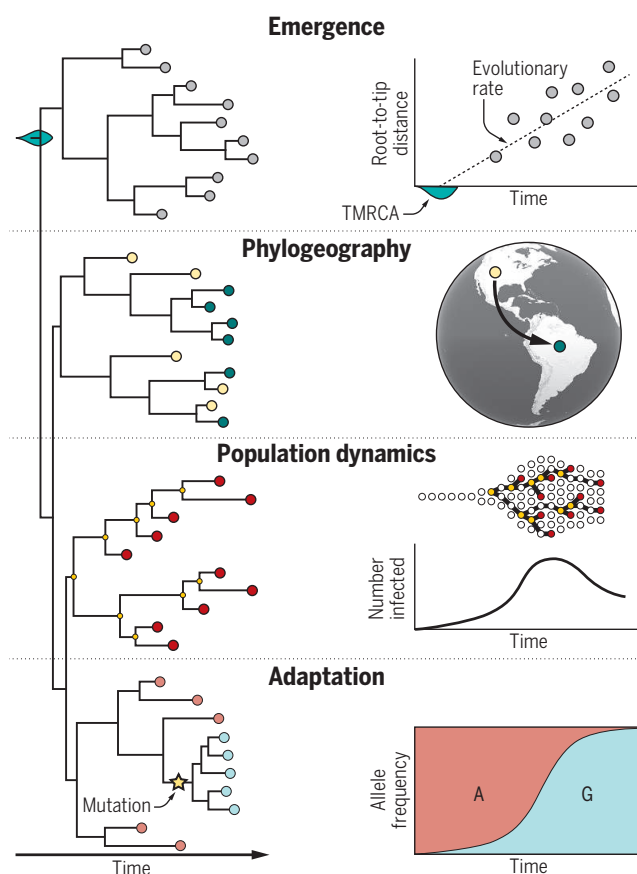 Emergence
Evolutionary
rate
Root-to-tip
distance
Time
TMRCA
Phylogeography
Population dynamics
Number
infected
Time
Adaptation
Mutation
Allele
frequency
A
G
Time
Time